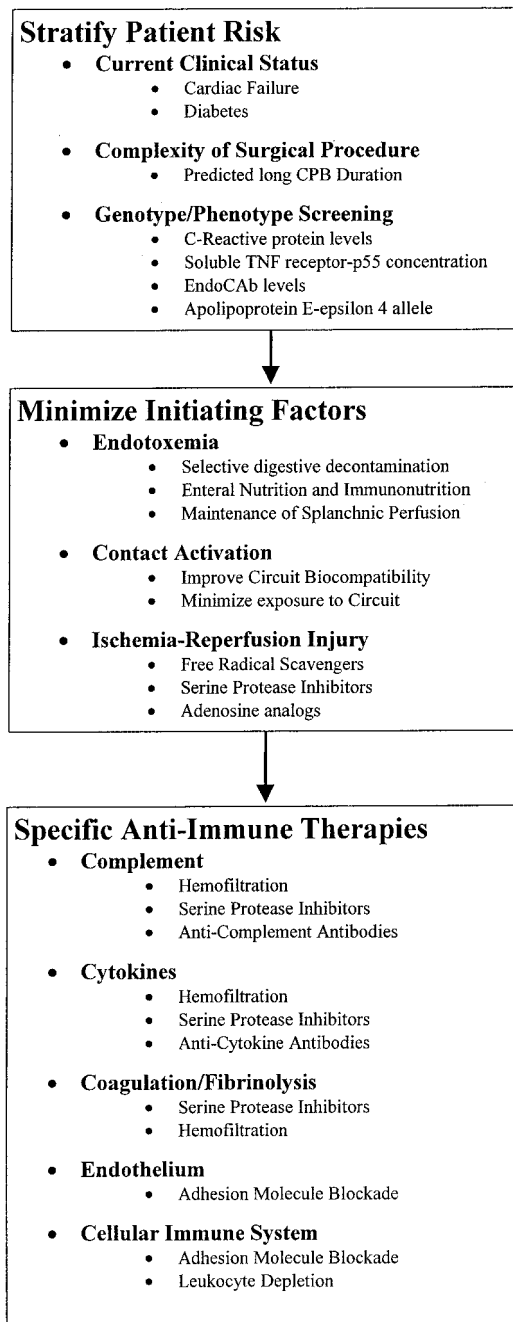 Stratify Patient Risk
• Current Clinical Status
• Cardiac Failure
• Diabetes
• Complexity of Surgical Procedure
• Predicted long CPB Duration
• Genotype/Phenotype Screening
• C-Reactive protein levels
• Soluble TNF receptor-p55 concentration
• EndoCAb levels
• Apolipoprotein E-epsilon 4 allele
Minimize Initiating Factors
• Endotoxemia
• Selective digestive decontamination
• Enteral Nutrition and Immunonutrition
• Maintenance of Splanchnic Perfusion
• Contact Activation
• Improve Circuit Biocompatibility
• Minimize exposure to Circuit
• Ischemia-Reperfusion Injury
• Free Radical Scavengers
• Serine Protease Inhibitors
• Adenosine analogs
Specific Anti-Immune Therapies
• Complement
• Hemofiltration
• Serine Protease Inhibitors
• Anti-Complement Antibodies
• Cytokines
• Hemofiltration
• Serine Protease Inhibitors
• Anti-Cytokine Antibodies
• Coagulation/Fibrinolysis
• Serine Protease Inhibitors
• Hemofiltration
• Endothelium
• Adhesion Molecule Blockade
• Cellular Immune System
• Adhesion Molecule Blockade
• Leukocyte Depletion